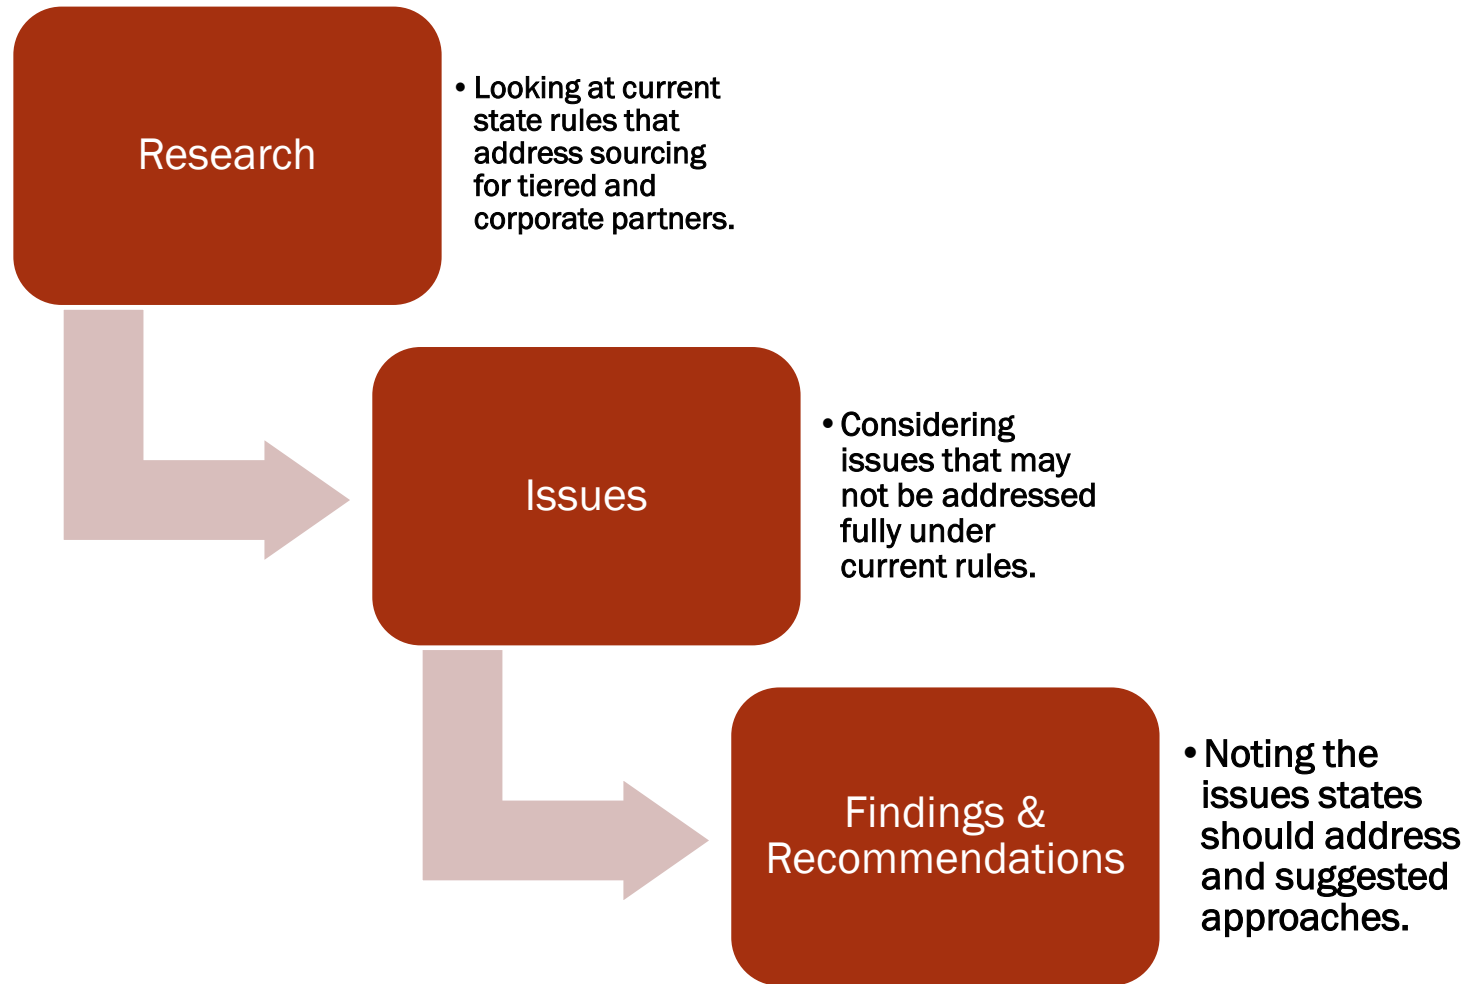 Research
• Looking at current
state rules that
address sourcing
for tiered and
corporate partners.
Issues
• Considering
issues that may
not be addressed
fully under
current rules.
Findings &
Recommendations
• Noting the
issues states
should address
and suggested
approaches.